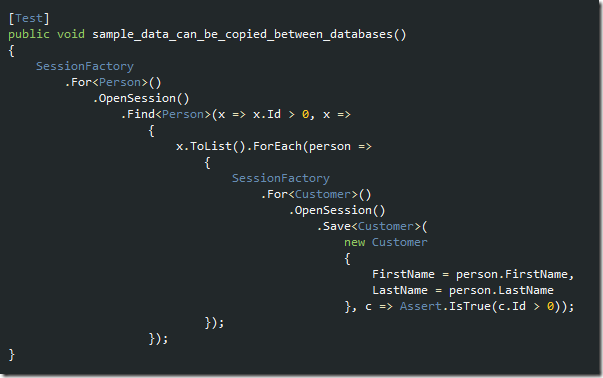 [Test]
public void sample_data_can_be_copied_between_databases()
{
    SessionFactory
        .For<Person>()
            .OpenSession()
                .Find<Person>(x => x.Id > 0, x =>
                    {
                        x.ToList().ForEach(person =>
                            {
                                SessionFactory
                                    .For<Customer>()
                                        .OpenSession()
                                            .Save<Customer>(
                                                new Customer
                                                {
                                                    FirstName = person.FirstName,
                                                    LastName = person.LastName
                                                }, c => Assert.IsTrue(c.Id > 0));
                            });
                    });
}